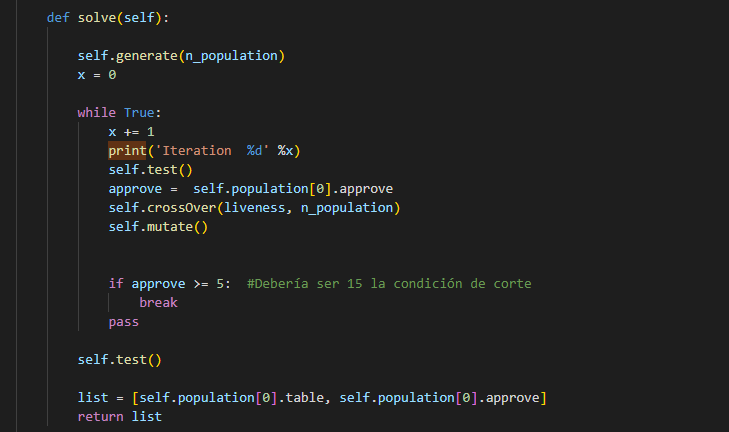 def solve(self):
self.generate(n_population)
x = 0
while True:
x += 1
print('Iteration  %d' %x)
self.test()
approve =  self.population[0].approve
self.crossOver(liveness, n_population)
self.mutate()
if approve >= 5:  #Debería ser 15 la condición de corte
break
pass
self.test()
list = [self.population[0].table, self.population[0].approve]
return list